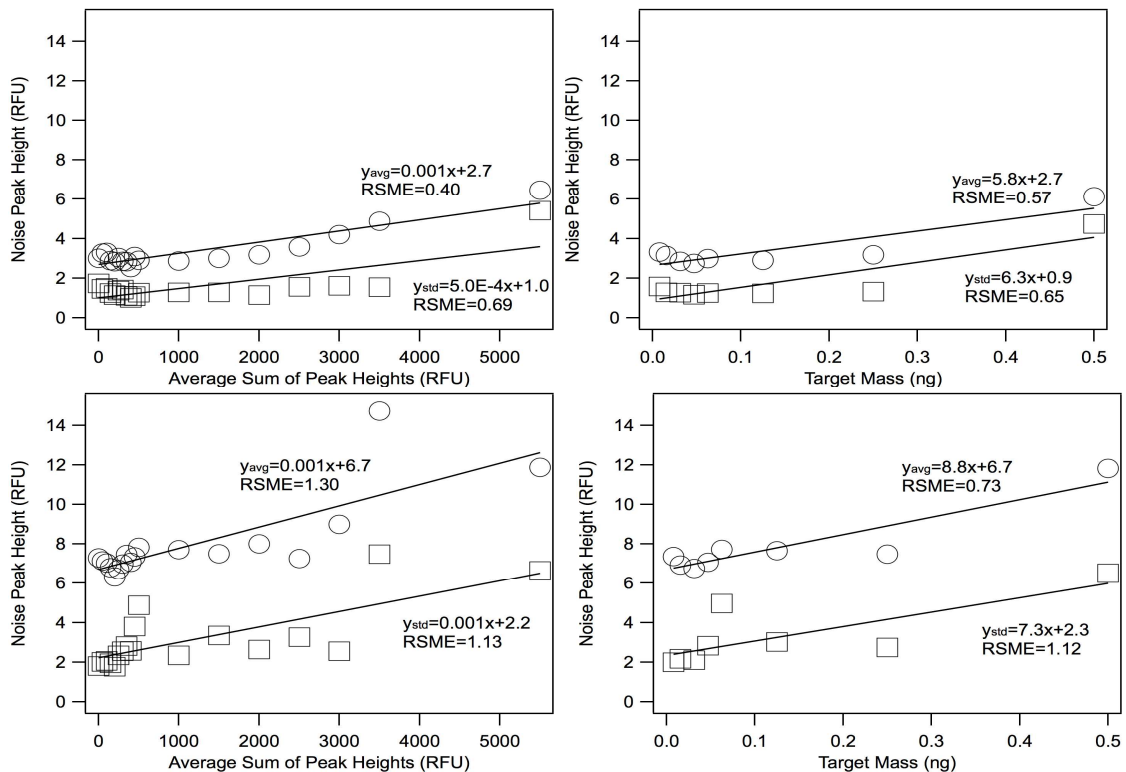 Noise Peak Height (RFU)
14
12
10
8
6
4
2
0
yavg=0.001x+2.7
RSME=0.40
ystd=5.0E-4x+1.0
RSME=0.69
0 1000 2000 3000 4000 5000
Average Sum of Peak Heights (RFU)
Noise Peak Height (RFU)
14
12
10
8
6
4
2
0
yavg=5.8x+2.7
RSME=0.57
ystd=6.3x+0.9
RSME=0.65
0.0 0.1 0.2 0.3 0.4 0.5
Target Mass (ng)
Noise Peak Height (RFU)
14
12
10
8
6
4
2
0
yavg=0.001x+6.7
RSME=1.30
ystd=0.001x+2.2
RSME=1.13
0 1000 2000 3000 4000 5000
Average Sum of Peak Heights (RFU)
Noise Peak Height (RFU)
14
12
10
8
6
4
2
0
yavg=8.8x+6.7
RSME=0.73
ystd=7.3x+2.3
RSME=1.12
0.0 0.1 0.2 0.3 0.4 0.5
Target Mass (ng)